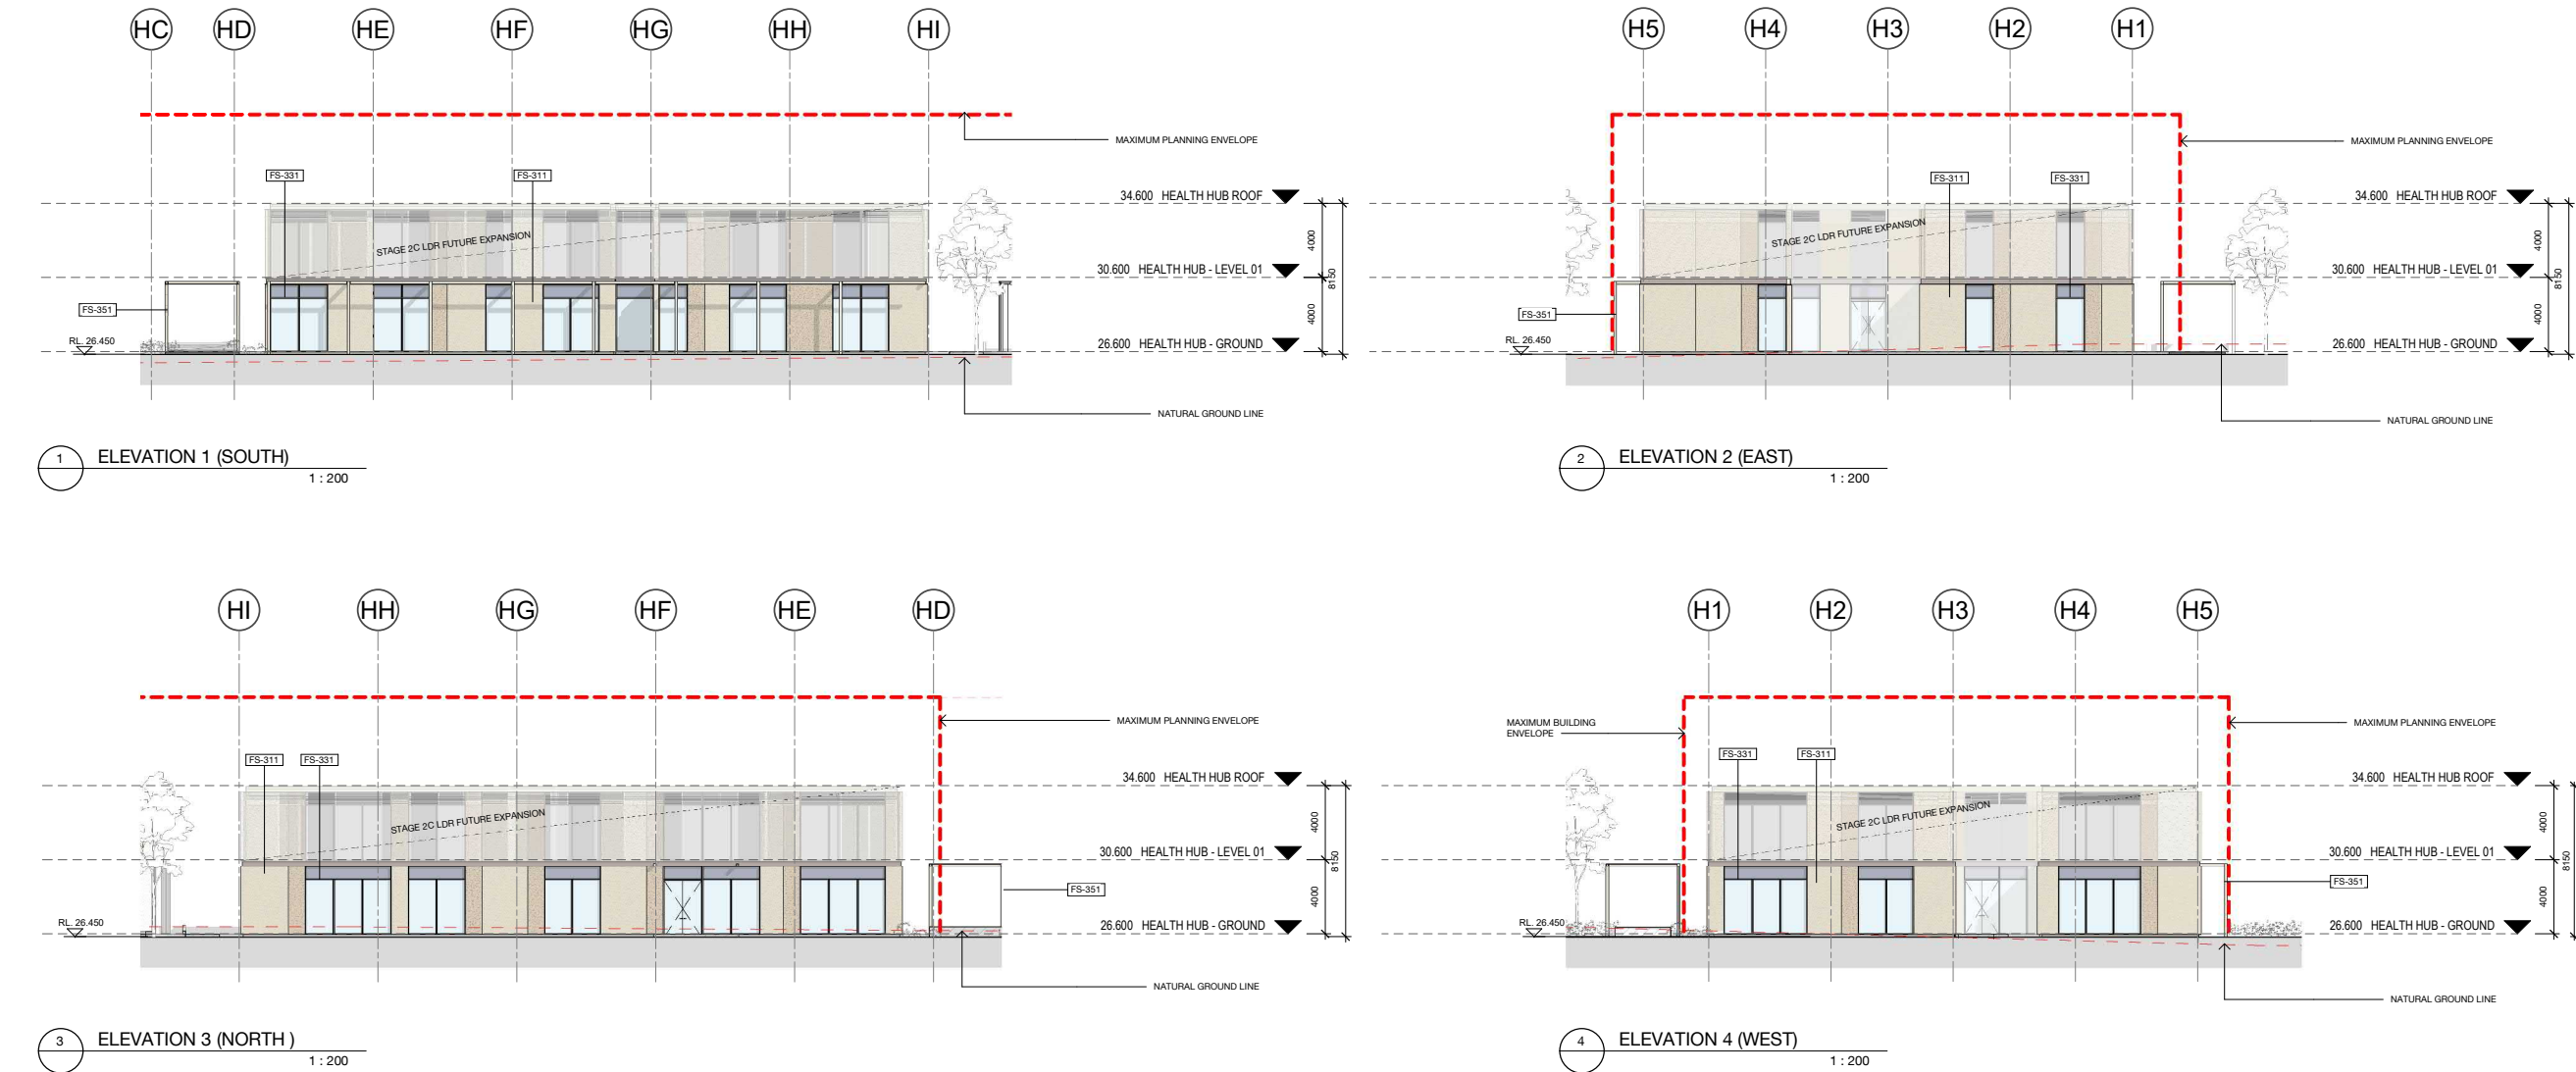 HC HD HE HF HG HH HI
MAXIMUM PLANNING ENVELOPE
FS-331 FS-311
34.600 HEALTH HUB ROOF
STAGE 2C LDR FUTURE EXPANSION
4000
30.600 HEALTH HUB - LEVEL 01
8150
FS-351
4000
RL. 26.450
26.600 HEALTH HUB - GROUND
NATURAL GROUND LINE
1 ELEVATION 1 (SOUTH)
1 : 200
H5 H4 H3 H2 H1
MAXIMUM PLANNING ENVELOPE
FS-311 FS-331
34.600 HEALTH HUB ROOF
STAGE 2C LDR FUTURE EXPANSION
4000
30.600 HEALTH HUB - LEVEL 01
8150
FS-351
4000
RL. 26.450
26.600 HEALTH HUB - GROUND
NATURAL GROUND LINE
2 ELEVATION 2 (EAST)
1 : 200
HI HH HG HF HE HD
MAXIMUM PLANNING ENVELOPE
FS-311 FS-331
34.600 HEALTH HUB ROOF
STAGE 2C LDR FUTURE EXPANSION
4000
30.600 HEALTH HUB - LEVEL 01
8150
FS-351
4000
RL. 26.450
26.600 HEALTH HUB - GROUND
NATURAL GROUND LINE
3 ELEVATION 3 (NORTH )
1 : 200
H1 H2 H3 H4 H5
MAXIMUM BUILDING
ENVELOPE
MAXIMUM PLANNING ENVELOPE
FS-331 FS-311
34.600 HEALTH HUB ROOF
STAGE 2C LDR FUTURE EXPANSION
4000
30.600 HEALTH HUB - LEVEL 01
8150
FS-351
4000
RL. 26.450
26.600 HEALTH HUB - GROUND
NATURAL GROUND LINE
4 ELEVATION 4 (WEST)
1 : 200